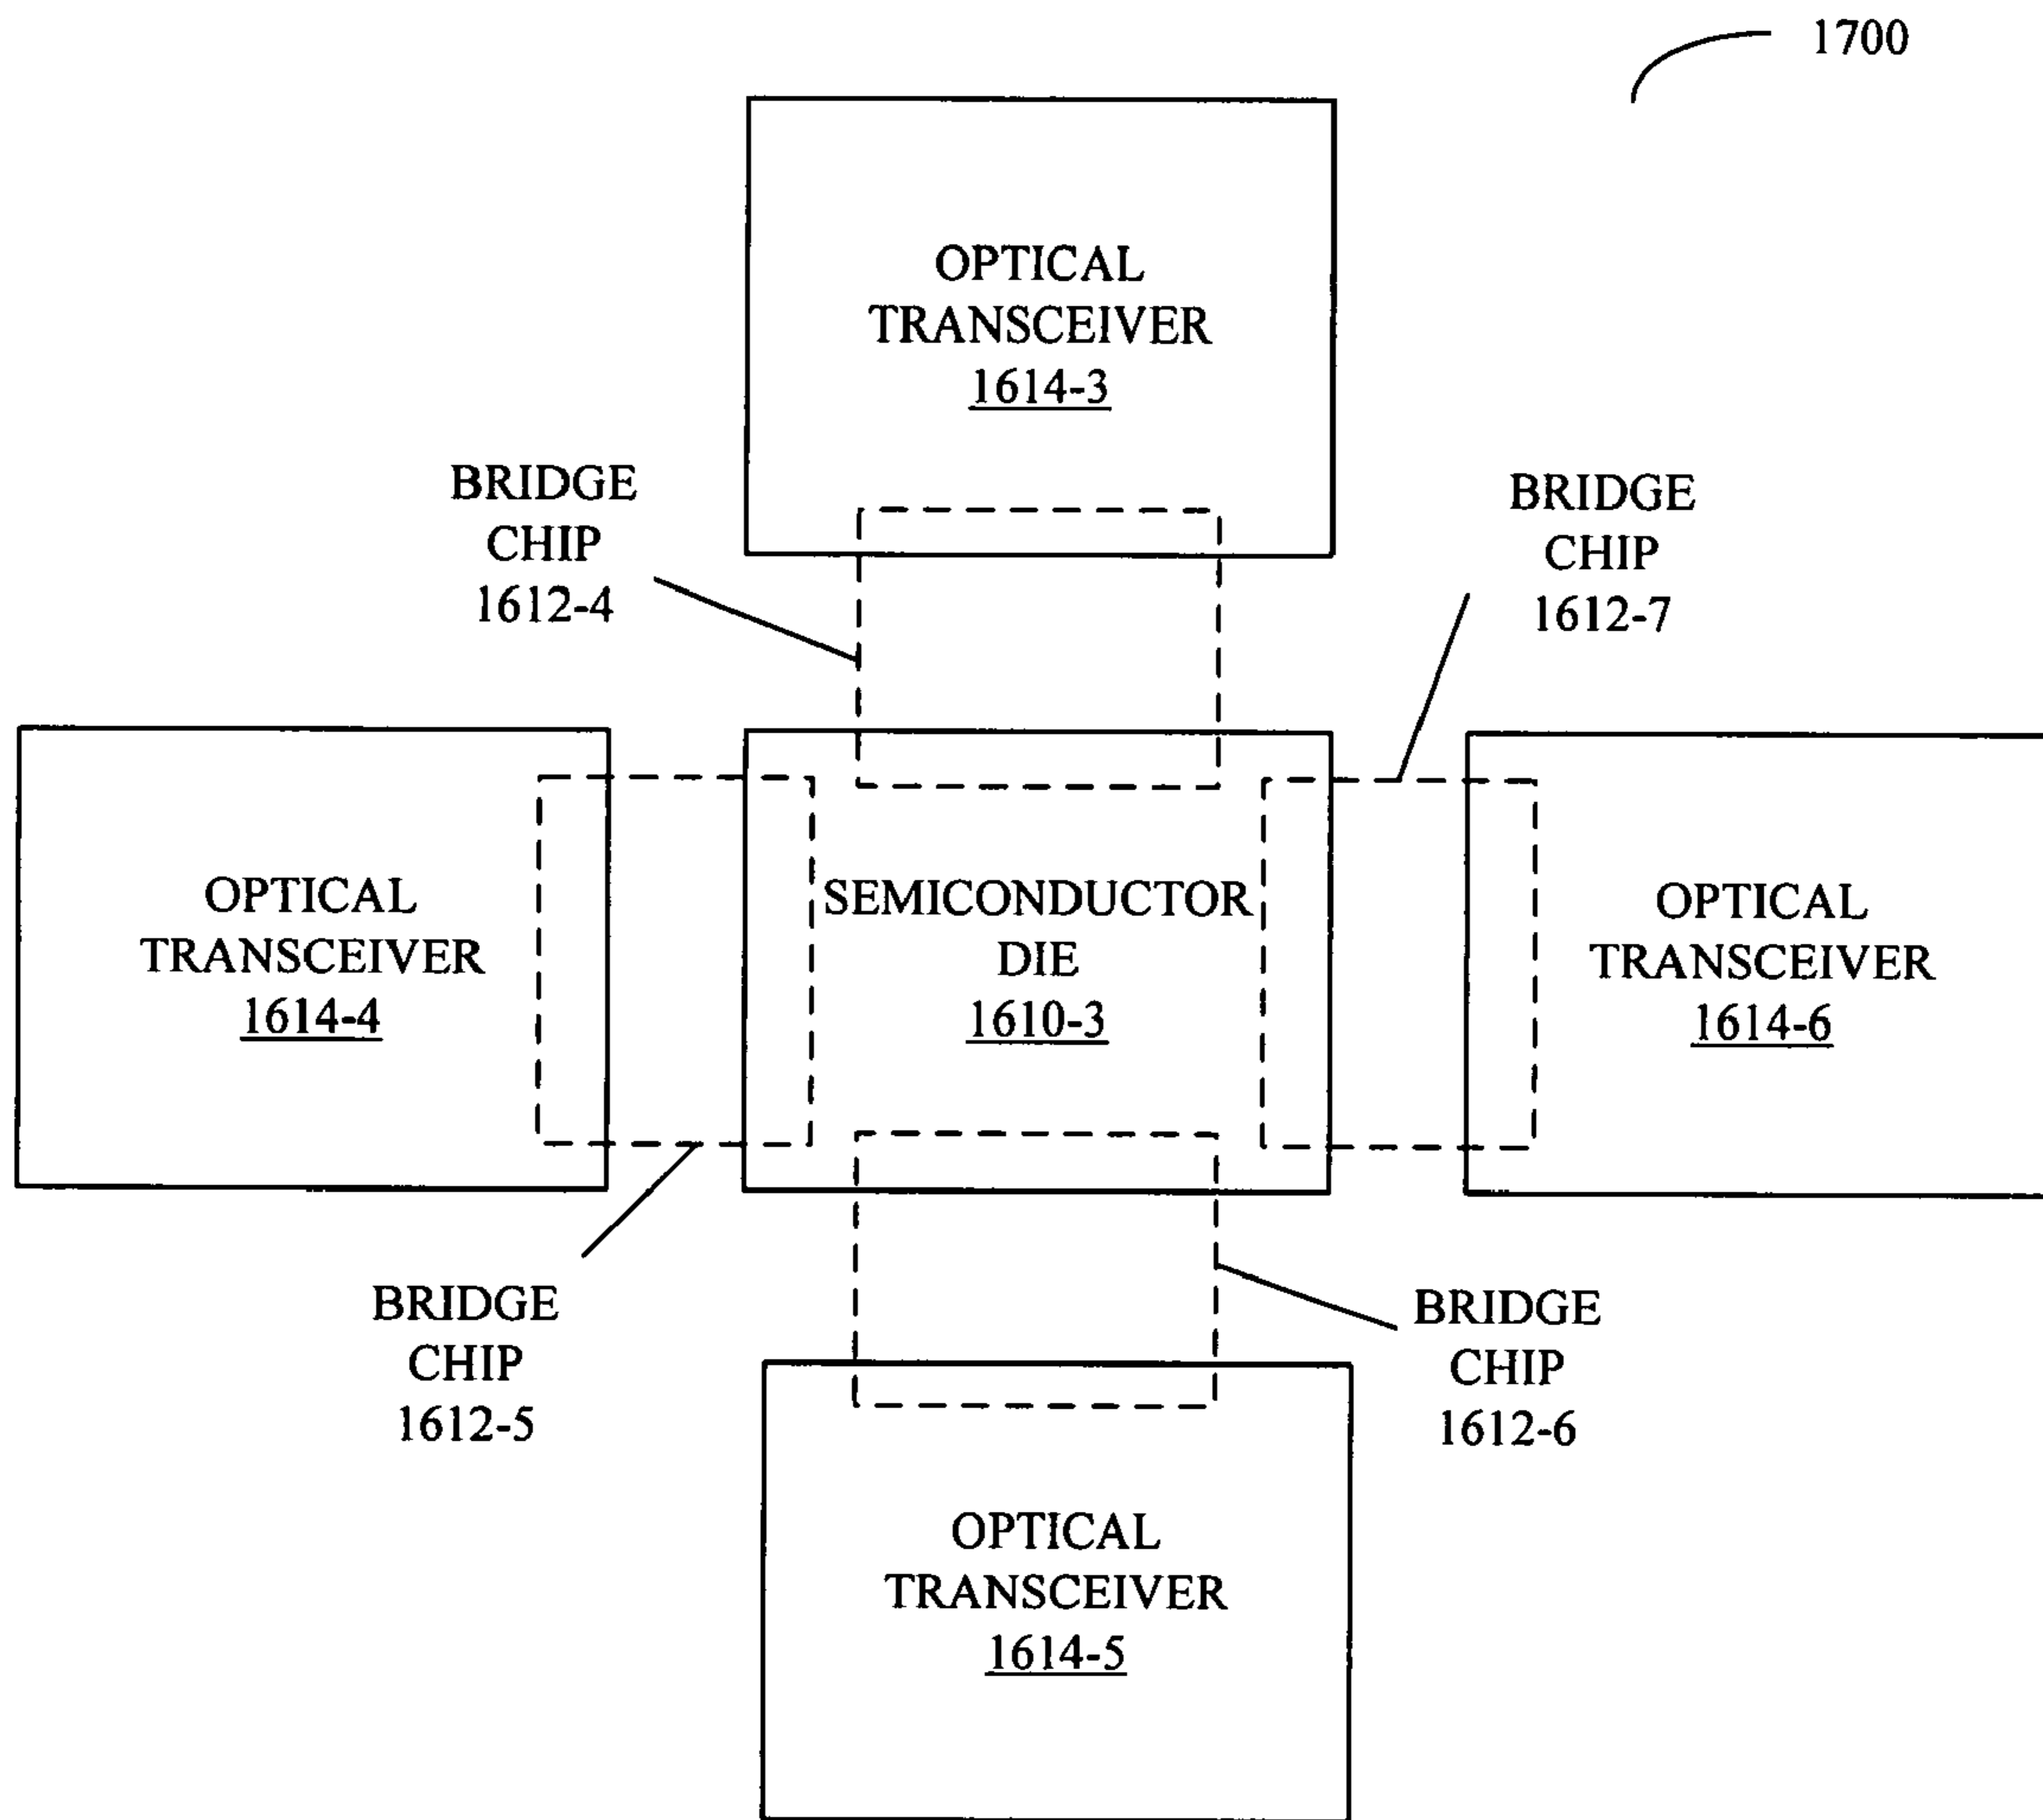 1700
OPTICAL
TRANSCEIVER
1614-3
BRIDGE
CHIP
1612-4
BRIDGE
CHIP
1612-7
OPTICAL
TRANSCEIVER
1614-4
SEMICONDUCTOR
DIE
1610-3
OPTICAL
TRANSCEIVER
1614-6
BRIDGE
CHIP
1612-5
BRIDGE
CHIP
1612-6
OPTICAL
TRANSCEIVER
1614-5